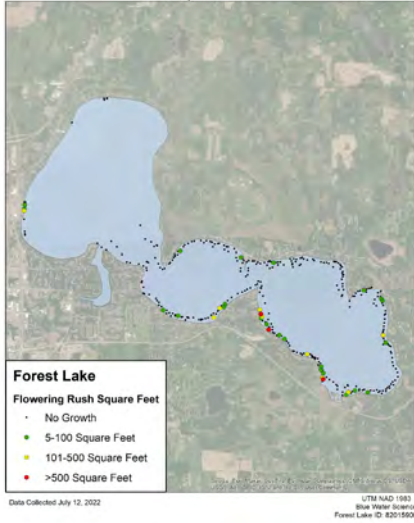 Forest Lake
Flowering Rush Square Feet
No Growth
5-100 Square Feet
101-500 Square Feet
>500 Square Feet
Data Collected July 12, 2022
UTM NAD 1983
Blue Water Science
Forest Lake ID: